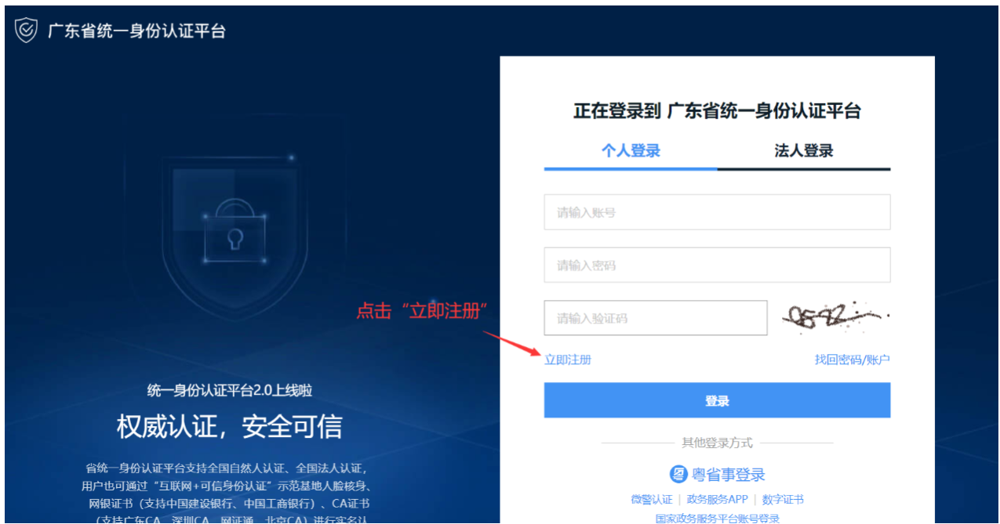 广东省统一身份认证平台
正在登录到 广东省统一身份认证平台
个人登录 法人登录
请输入账号
请输入密码
点击“立即注册”
请输入验证码
立即注册 找回密码/账户
登录
其他登录方式
粤省事登录
微警认证 | 政务服务APP | 数字证书
国家政务服务平台账号登录
统一身份认证平台2.0上线啦
权威认证，安全可信
省统一身份认证平台支持全国自然人认证、全国法人认证，
用户也可通过“互联网+可信身份认证”示范基地人脸核身、
网银证书（支持中国建设银行、中国工商银行）、CA证书
（支持广东CA、深圳CA、网证通、北京CA）进行实名认